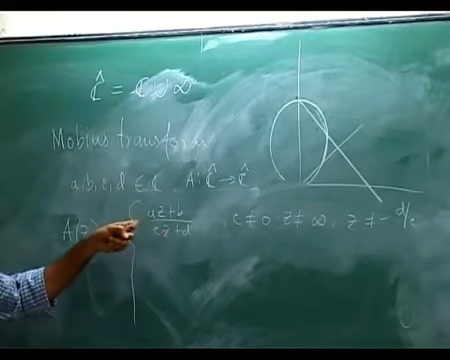 Ĉ = ℂ ∪ ∞
Mobius transform
a,b,c,d ∈ ℂ , A: Ĉ → Ĉ
A(z) { az+b / cz+d , c ≠ 0 z ≠ ∞ , z ≠ - d/c